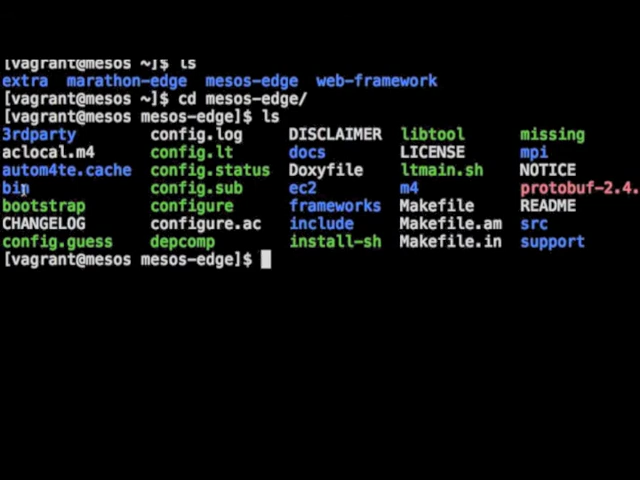 [vagrant@mesos ~]$ ls
extra marathon-edge mesos-edge web-framework
[vagrant@mesos ~]$ cd mesos-edge/
[vagrant@mesos mesos-edge]$ ls
3rdparty config.log DISCLAIMER libtool missing
aclocal.m4 config.lt docs LICENSE mpi
autom4te.cache config.status Doxyfile ltmain.sh NOTICE
bin config.sub ec2 m4 protobuf-2.4.
bootstrap configure frameworks Makefile README
CHANGELOG configure.ac include Makefile.am src
config.guess depcomp install-sh Makefile.in support
[vagrant@mesos mesos-edge]$